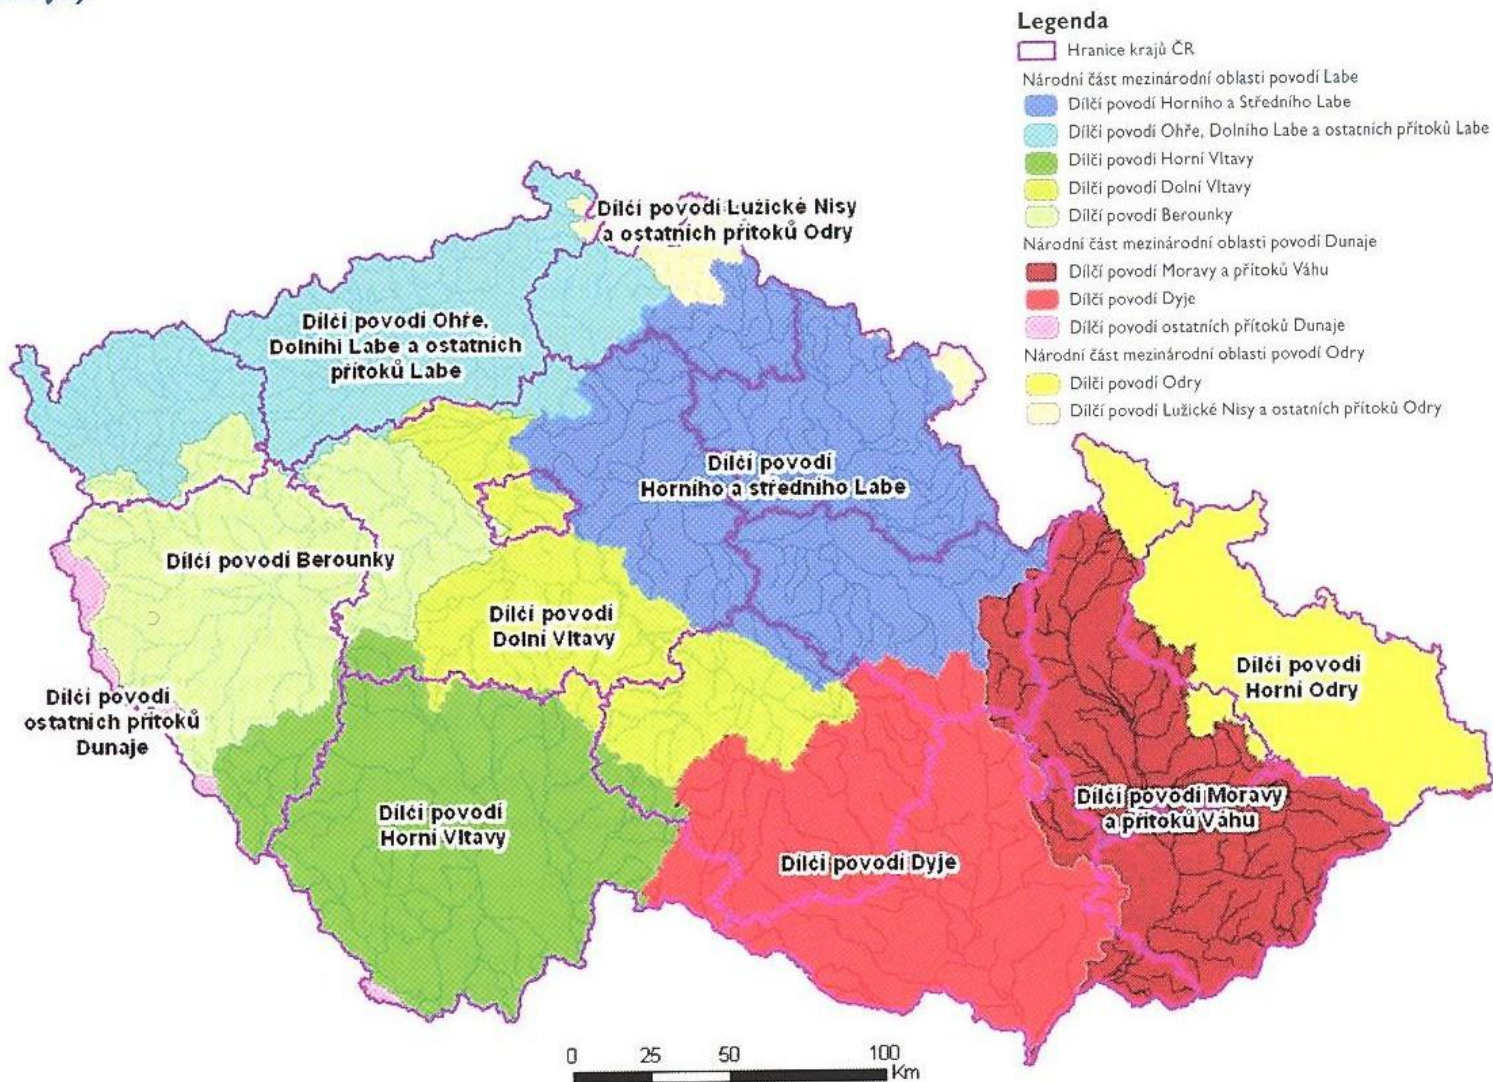 Legenda
Hranice krajů ČR
Národní část mezinárodní oblasti povodí Labe
Dílčí povodí Horního a Středního Labe
Dílčí povodí Ohře, Dolního Labe a ostatních přítoků Labe
Dílčí povodí Horní Vltavy
Dílčí povodí Dolní Vltavy
Dílčí povodí Berounky
Národní část mezinárodní oblasti povodí Dunaje
Dílčí povodí Moravy a přítoků Váhu
Dílčí povodí Dyje
Dílčí povodí ostatních přítoků Dunaje
Národní část mezinárodní oblasti povodí Odry
Dílčí povodí Odry
Dílčí povodí Lužické Nisy a ostatních přítoků Odry
Dílčí povodí Lužické Nisy
a ostatních přítoků Odry
Dílčí povodí Ohře,
Dolnihi Labe a ostatních
přítoků Labe
Dílčí povodí
Horního a středního Labe
Dílčí povodí Berounky
Dílčí povodí
Dolní Vltavy
Dílčí povodí
Horní Odry
Dílčí povodí
ostatních přítoků
Dunaje
Dílčí povodí
Horní Vltavy
Dílčí povodí Moravy
a přítoků Váhu
Dílčí povodí Dyje
0 25 50 100
Km